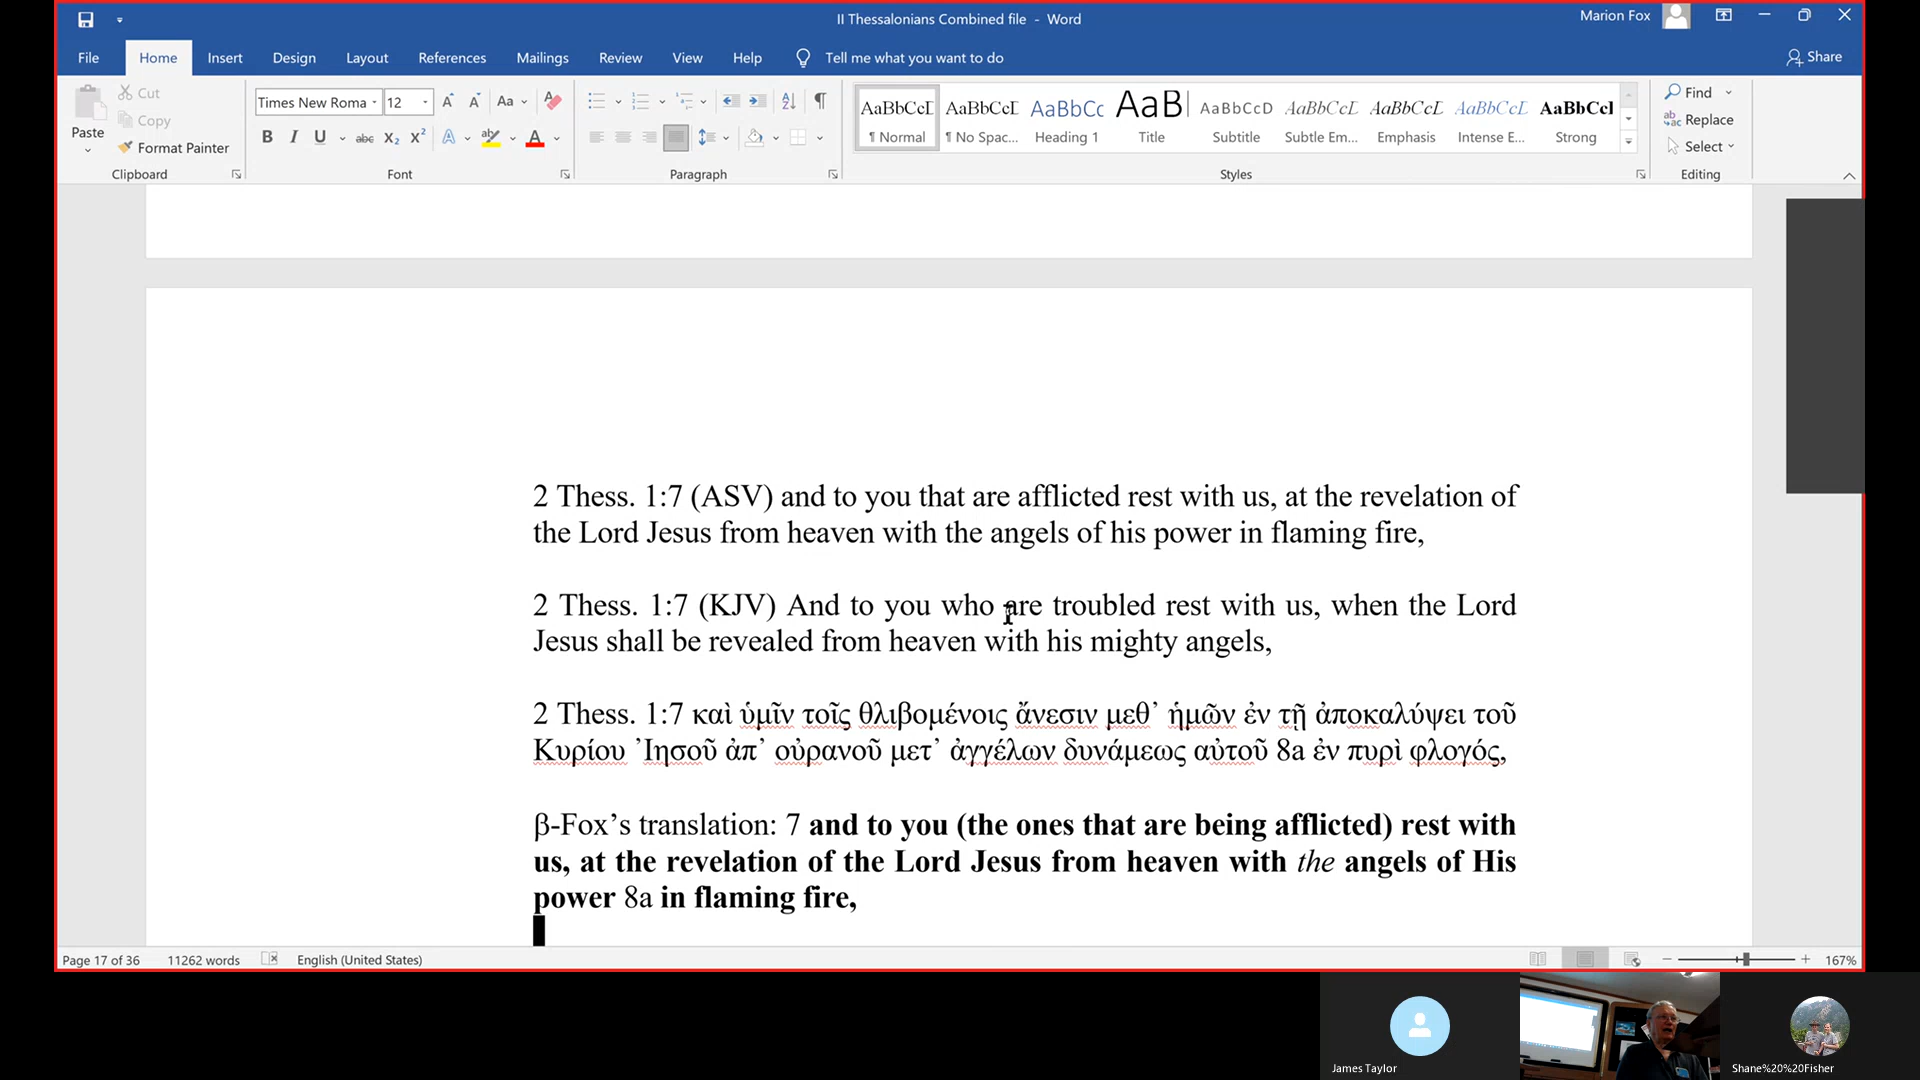 II Thessalonians Combined file - Word
Marion Fox
File Home Insert Design Layout References Mailings Review View Help Tell me what you want to do Share
Paste Cut Copy Format Painter
Times New Roma 12
AaBbCcD AaBbCcD AaBbCc AaB AaBbCcD AaBbCcD AaBbCcD AaBbCcD AaBbCcl
¶ Normal ¶ No Spac... Heading 1 Title Subtitle Subtle Em... Emphasis Intense E... Strong
Find Replace Select
Clipboard Font Paragraph Styles Editing
2 Thess. 1:7 (ASV) and to you that are afflicted rest with us, at the revelation of
the Lord Jesus from heaven with the angels of his power in flaming fire,
2 Thess. 1:7 (KJV) And to you who are troubled rest with us, when the Lord
Jesus shall be revealed from heaven with his mighty angels,
2 Thess. 1:7 καὶ ὑμῖν τοῖς θλιβομένοις ἄνεσιν μεθ᾽ ἡμῶν ἐν τῇ ἀποκαλύψει τοῦ
Κυρίου ᾽Ιησοῦ ἀπ᾽ οὐρανοῦ μετ᾽ ἀγγέλων δυνάμεως αὐτοῦ 8a ἐν πυρὶ φλογός,
β-Fox’s translation: 7 and to you (the ones that are being afflicted) rest with
us, at the revelation of the Lord Jesus from heaven with the angels of His
power 8a in flaming fire,
Page 17 of 36 11262 words English (United States) 167%
James Taylor
Shane%20%20Fisher